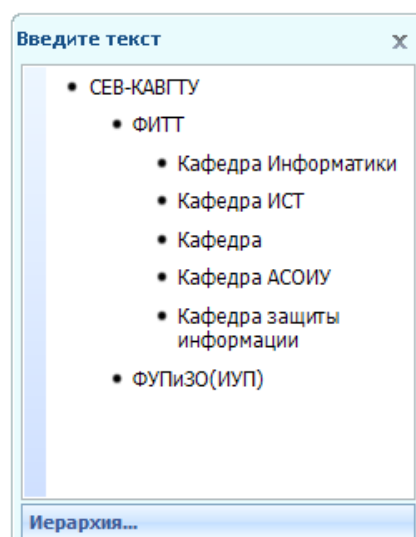 Введите текст x
СЕВ-КАВГТУ
ФИТТ
Кафедра Информатики
Кафедра ИСТ
Кафедра
Кафедра АСОИУ
Кафедра защиты
информации
ФУПиЗО(ИУП)
Иерархия...